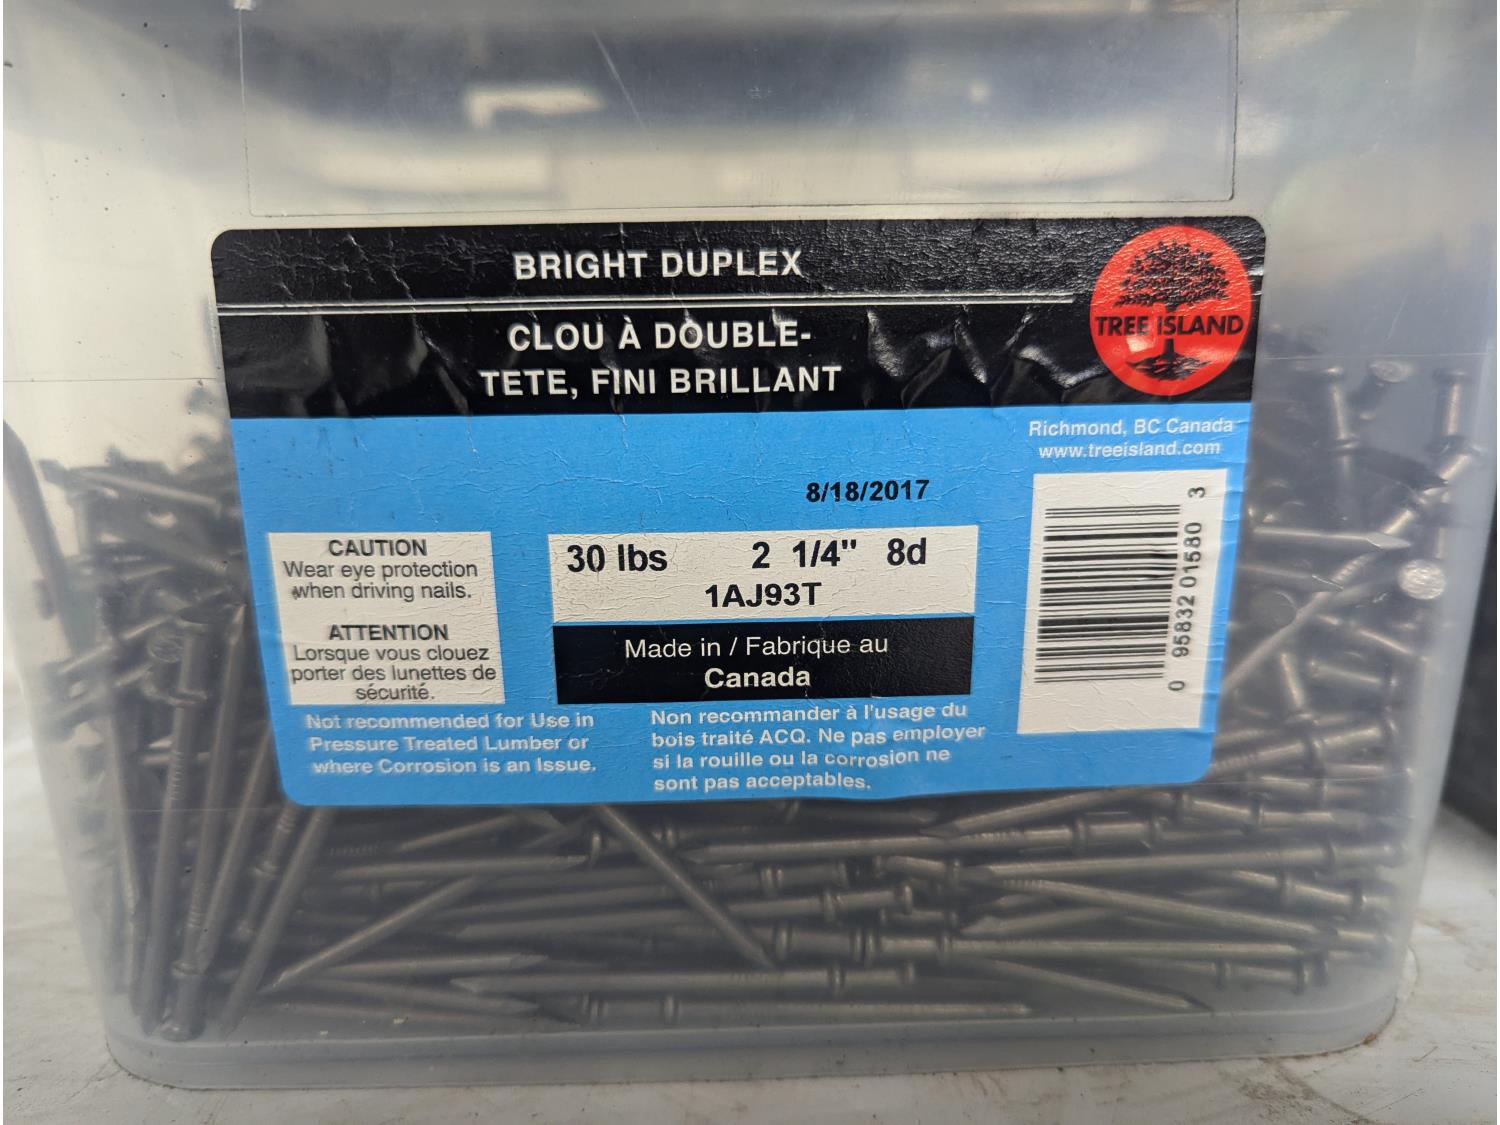 BRIGHT DUPLEX
CLOU À DOUBLE-
TETE, FINI BRILLANT
TREE ISLAND
Richmond, BC Canada
www.treeisland.com
8/18/2017
CAUTION
Wear eye protection
when driving nails.
ATTENTION
Lorsque vous clouez
porter des lunettes de
sécurité.
30 lbs 2 1/4" 8d
1AJ93T
Made in / Fabrique au
Canada
0 95832 01580 3
Not recommended for Use in
Pressure Treated Lumber or
where Corrosion is an Issue.
Non recommander à l'usage du
bois traité ACQ. Ne pas employer
si la rouille ou la corrosion ne
sont pas acceptables.